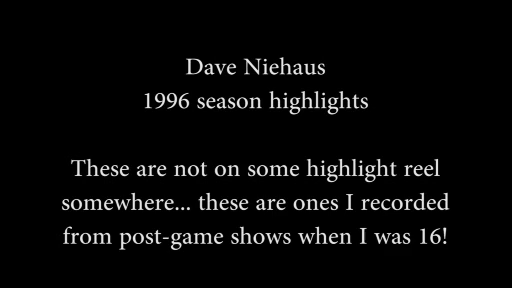 Dave Niehaus
1996 season highlights
These are not on some highlight reel
somewhere... these are ones I recorded
from post-game shows when I was 16!